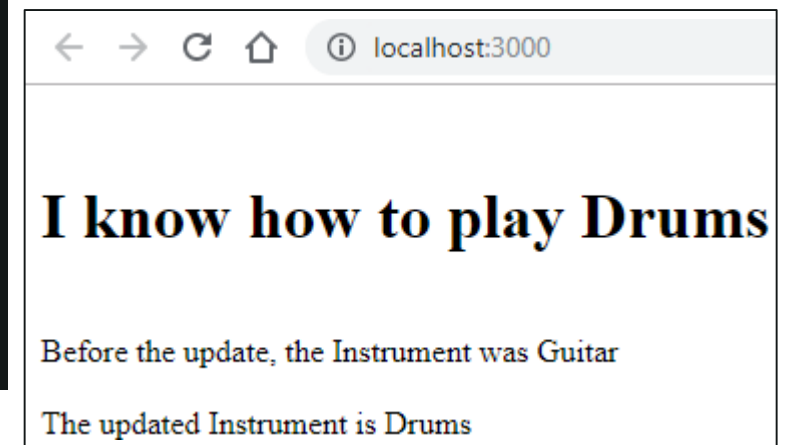 localhost:3000
I know how to play Drums
Before the update, the Instrument was Guitar
The updated Instrument is Drums